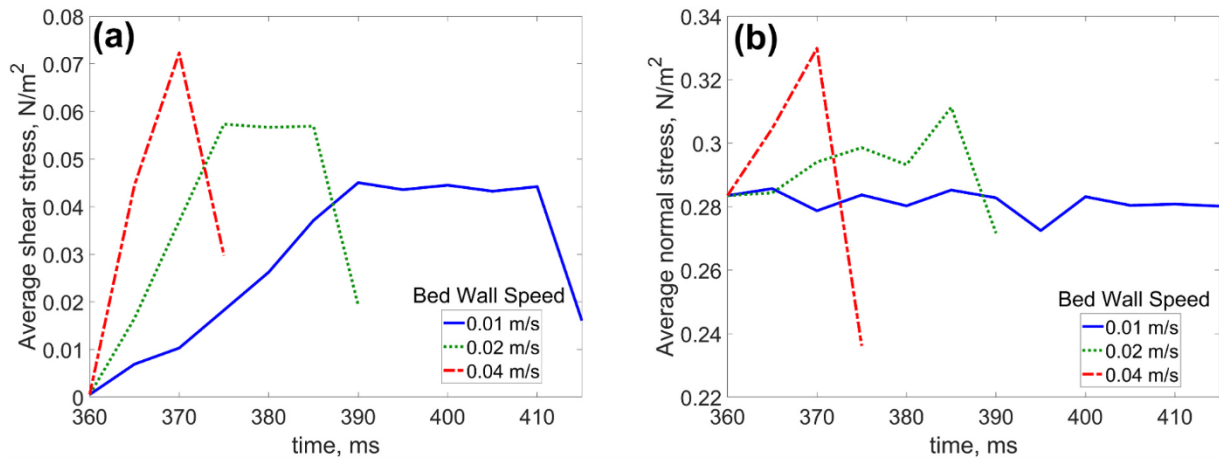 (a)
Average shear stress, N/m²
0.08
0.07
0.06
0.05
0.04
0.03
0.02
0.01
0
360 370 380 390 400 410
time, ms
Bed Wall Speed
0.01 m/s
0.02 m/s
0.04 m/s
(b)
Average normal stress, N/m²
0.34
0.32
0.3
0.28
0.26
0.24
0.22
360 370 380 390 400 410
time, ms
Bed Wall Speed
0.01 m/s
0.02 m/s
0.04 m/s